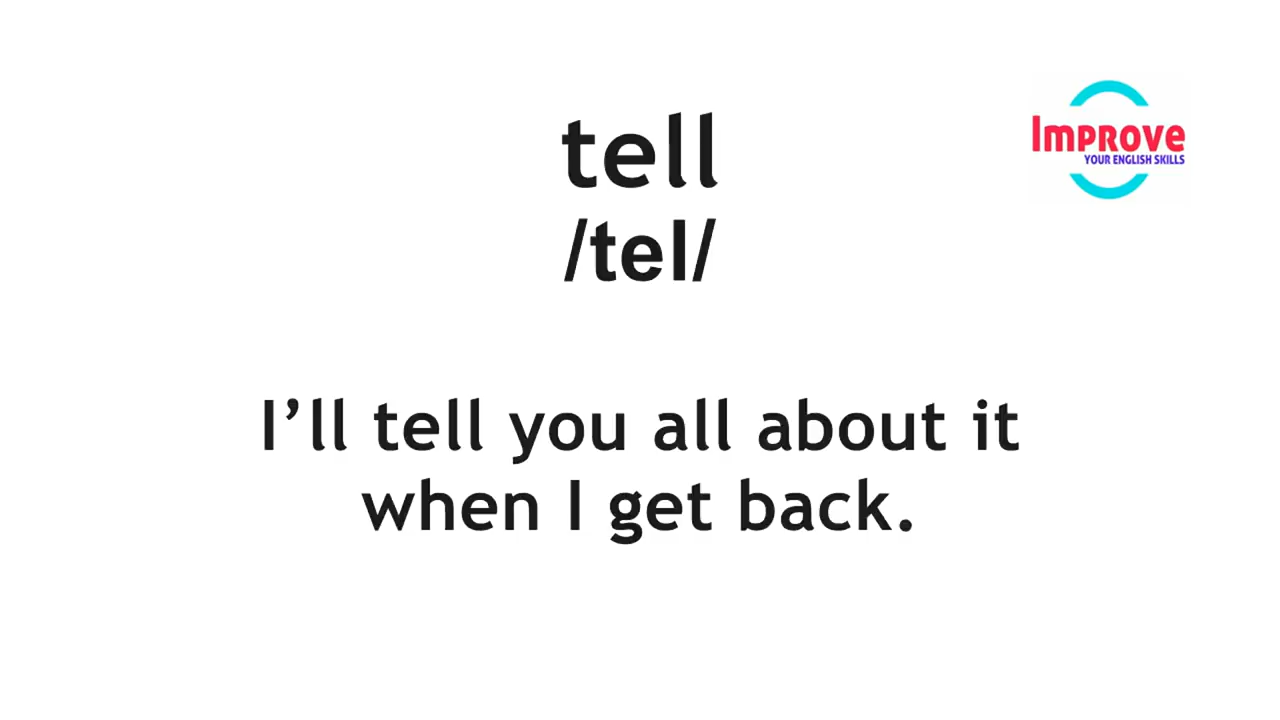 tell
Improve
YOUR ENGLISH SKILLS
/tel/
I’ll tell you all about it
when I get back.